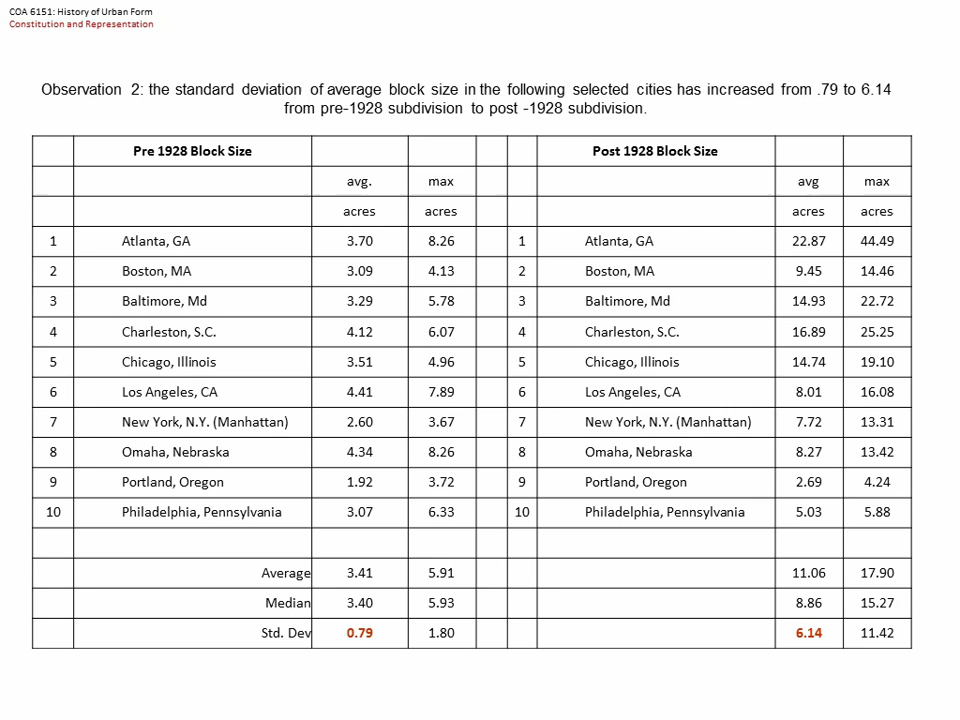 COA 6151: History of Urban Form
Constitution and Representation
Observation 2: the standard deviation of average block size in the following selected cities has increased from .79 to 6.14
from pre-1928 subdivision to post -1928 subdivision.
Pre 1928 Block Size Post 1928 Block Size
avg. max avg max
acres acres acres acres
1 Atlanta, GA 3.70 8.26 1 Atlanta, GA 22.87 44.49
2 Boston, MA 3.09 4.13 2 Boston, MA 9.45 14.46
3 Baltimore, Md 3.29 5.78 3 Baltimore, Md 14.93 22.72
4 Charleston, S.C. 4.12 6.07 4 Charleston, S.C. 16.89 25.25
5 Chicago, Illinois 3.51 4.96 5 Chicago, Illinois 14.74 19.10
6 Los Angeles, CA 4.41 7.89 6 Los Angeles, CA 8.01 16.08
7 New York, N.Y. (Manhattan) 2.60 3.67 7 New York, N.Y. (Manhattan) 7.72 13.31
8 Omaha, Nebraska 4.34 8.26 8 Omaha, Nebraska 8.27 13.42
9 Portland, Oregon 1.92 3.72 9 Portland, Oregon 2.69 4.24
10 Philadelphia, Pennsylvania 3.07 6.33 10 Philadelphia, Pennsylvania 5.03 5.88
Average 3.41 5.91 11.06 17.90
Median 3.40 5.93 8.86 15.27
Std. Dev 0.79 1.80 6.14 11.42